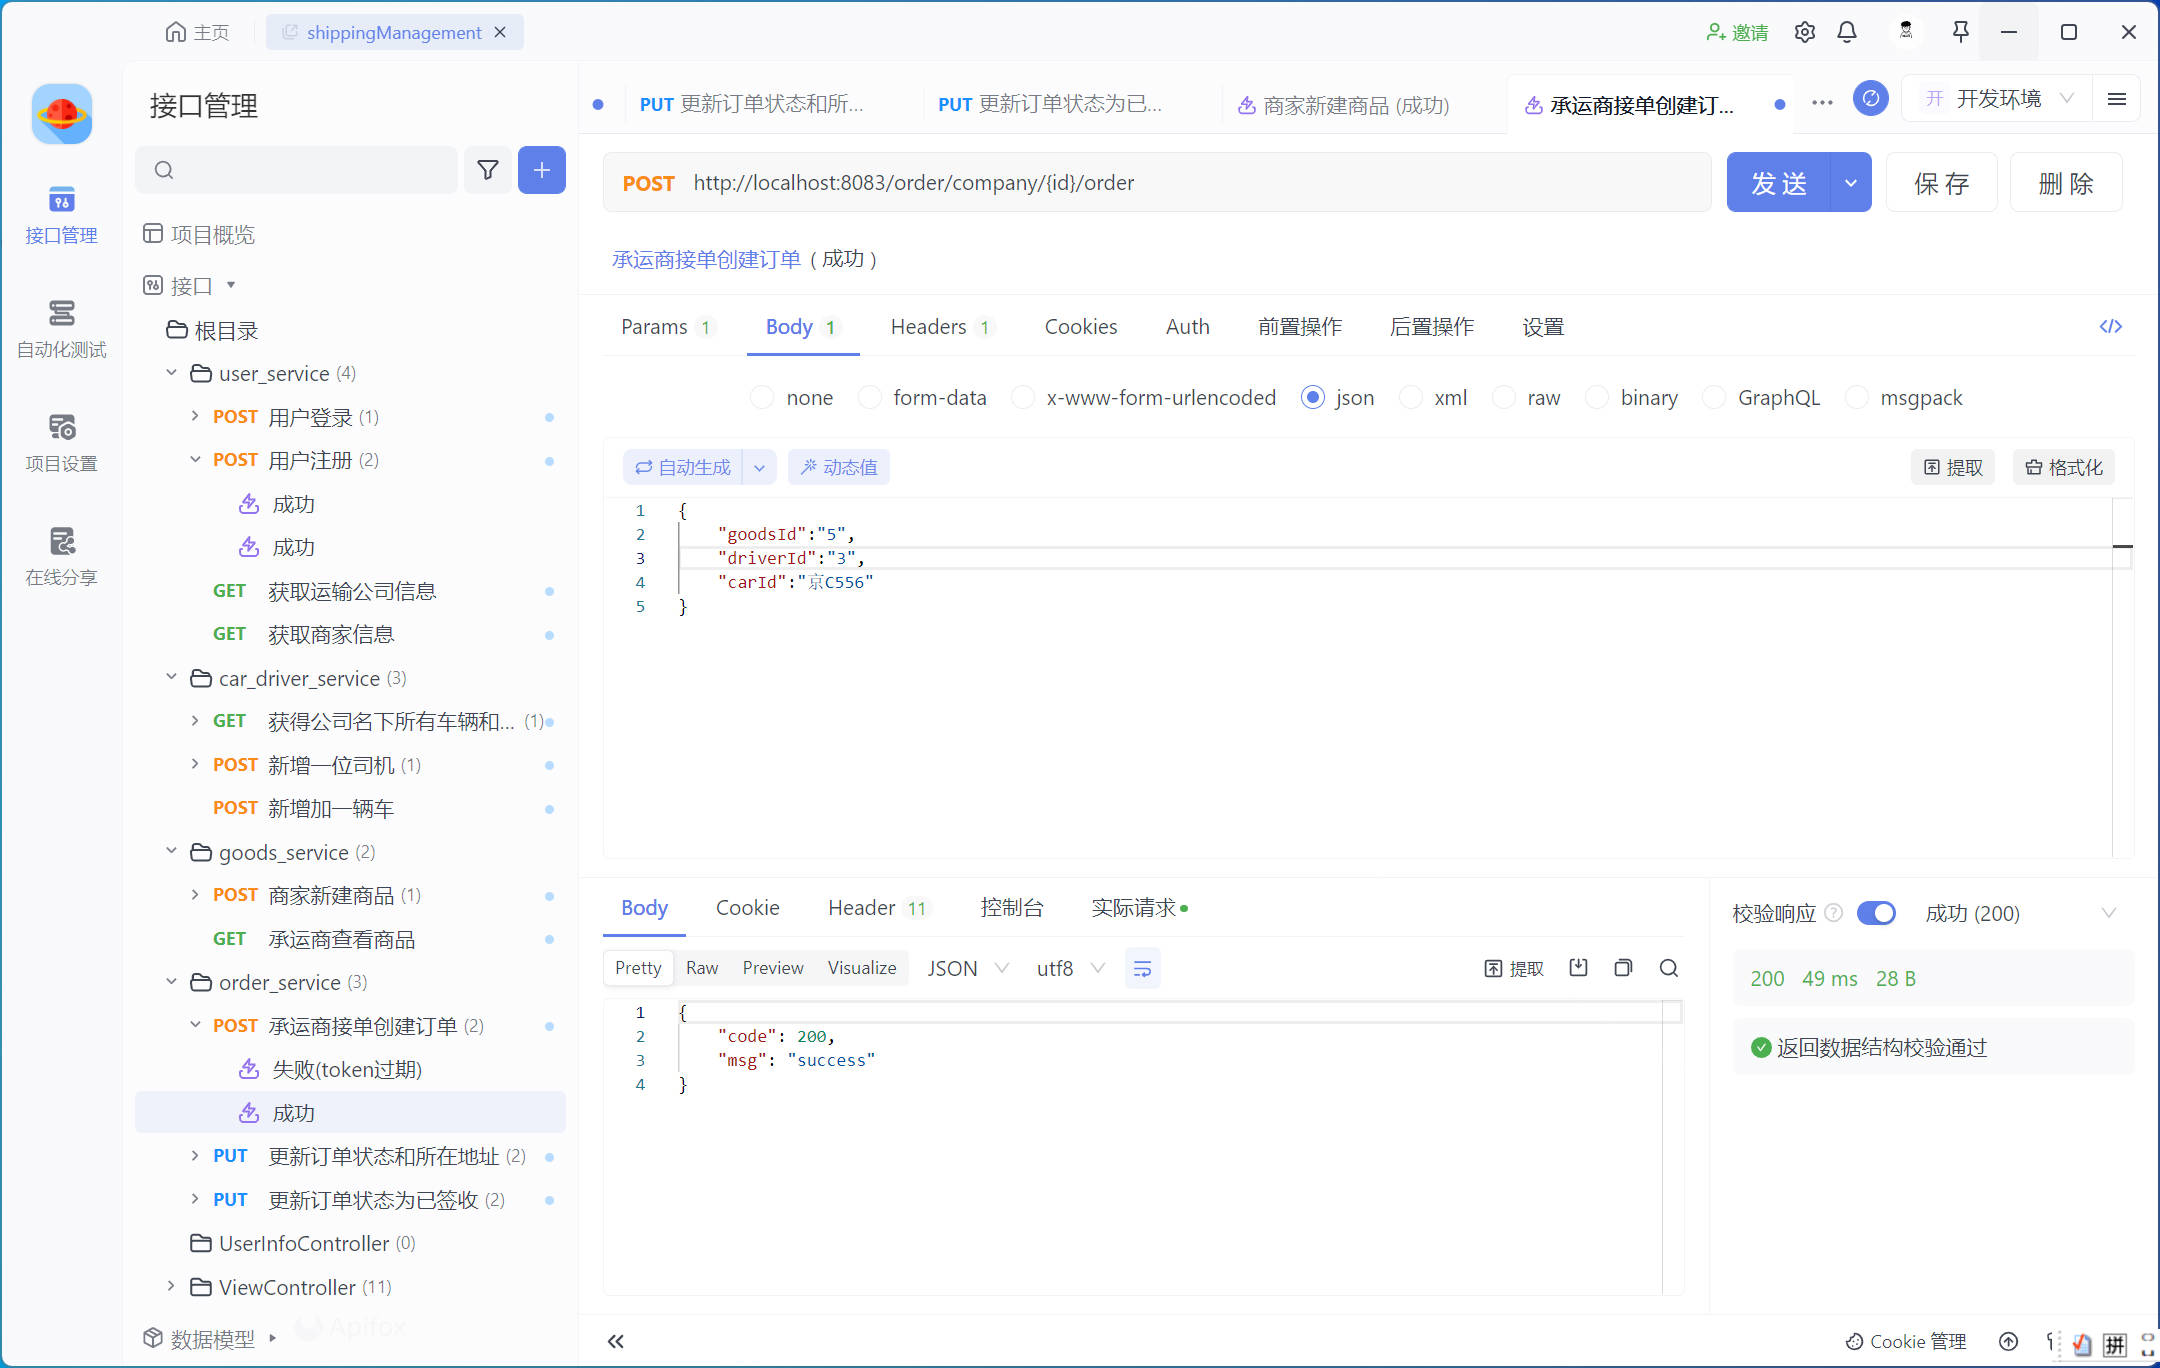 主页
shippingManagement
邀请
接口管理
自动化测试
项目设置
在线分享
接口管理
项目概览
接口
根目录
user_service (4)
POST 用户登录 (1)
POST 用户注册 (2)
成功
成功
GET 获取运输公司信息
GET 获取商家信息
car_driver_service (3)
GET 获得公司名下所有车辆和... (1)
POST 新增一位司机 (1)
POST 新增加一辆车
goods_service (2)
POST 商家新建商品 (1)
GET 承运商查看商品
order_service (3)
POST 承运商接单创建订单 (2)
失败(token过期)
成功
PUT 更新订单状态和所在地址 (2)
PUT 更新订单状态为已签收 (2)
UserInfoController (0)
ViewController (11)
数据模型
Apifox
PUT 更新订单状态和所...
PUT 更新订单状态为已...
商家新建商品 (成功)
承运商接单创建订...
开 开发环境
POST http://localhost:8083/order/company/{id}/order
发 送
保 存
删 除
承运商接单创建订单 ( 成功 )
Params 1
Body 1
Headers 1
Cookies
Auth
前置操作
后置操作
设置
none
form-data
x-www-form-urlencoded
json
xml
raw
binary
GraphQL
msgpack
自动生成
动态值
提取
格式化
1 {
2 "goodsId":"5",
3 "driverId":"3",
4 "carId":"京C556"
5 }
Body
Cookie
Header 11
控制台
实际请求
Pretty
Raw
Preview
Visualize
JSON
utf8
提取
1 {
2 "code": 200,
3 "msg": "success"
4 }
校验响应
成功 (200)
200 49 ms 28 B
返回数据结构校验通过
Cookie 管理
拼